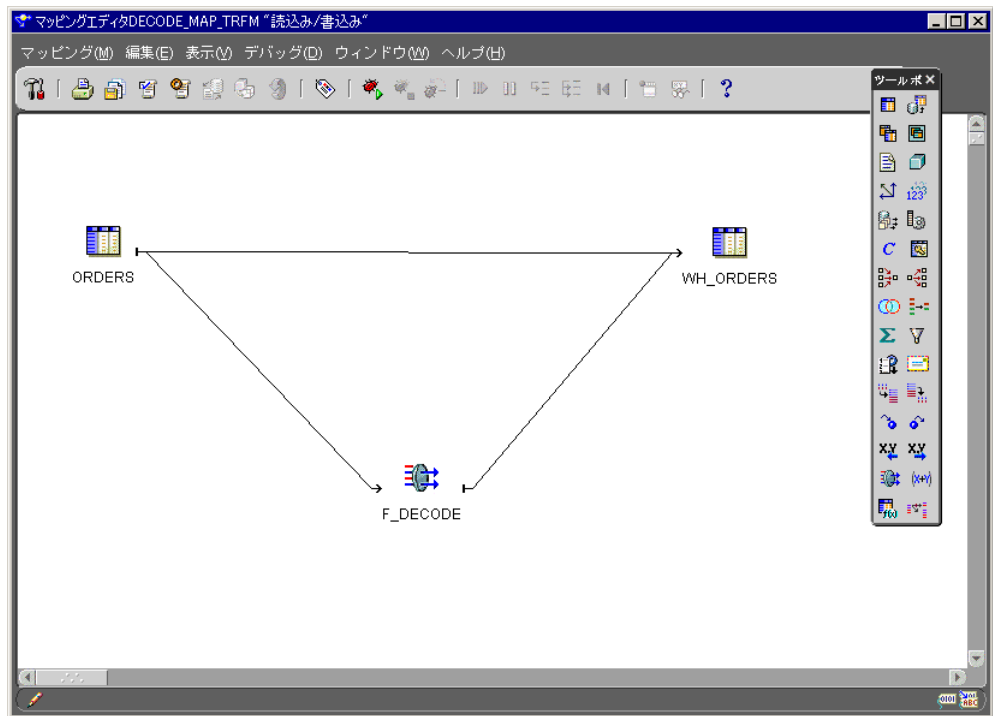 マッピングエディタDECODE_MAP_TRFM “読込み/書込み“
マッピング(M) 編集(E) 表示(V) デバッグ(D) ウィンドウ(W) ヘルプ(H)
ツールボ
ORDERS
WH_ORDERS
F_DECODE